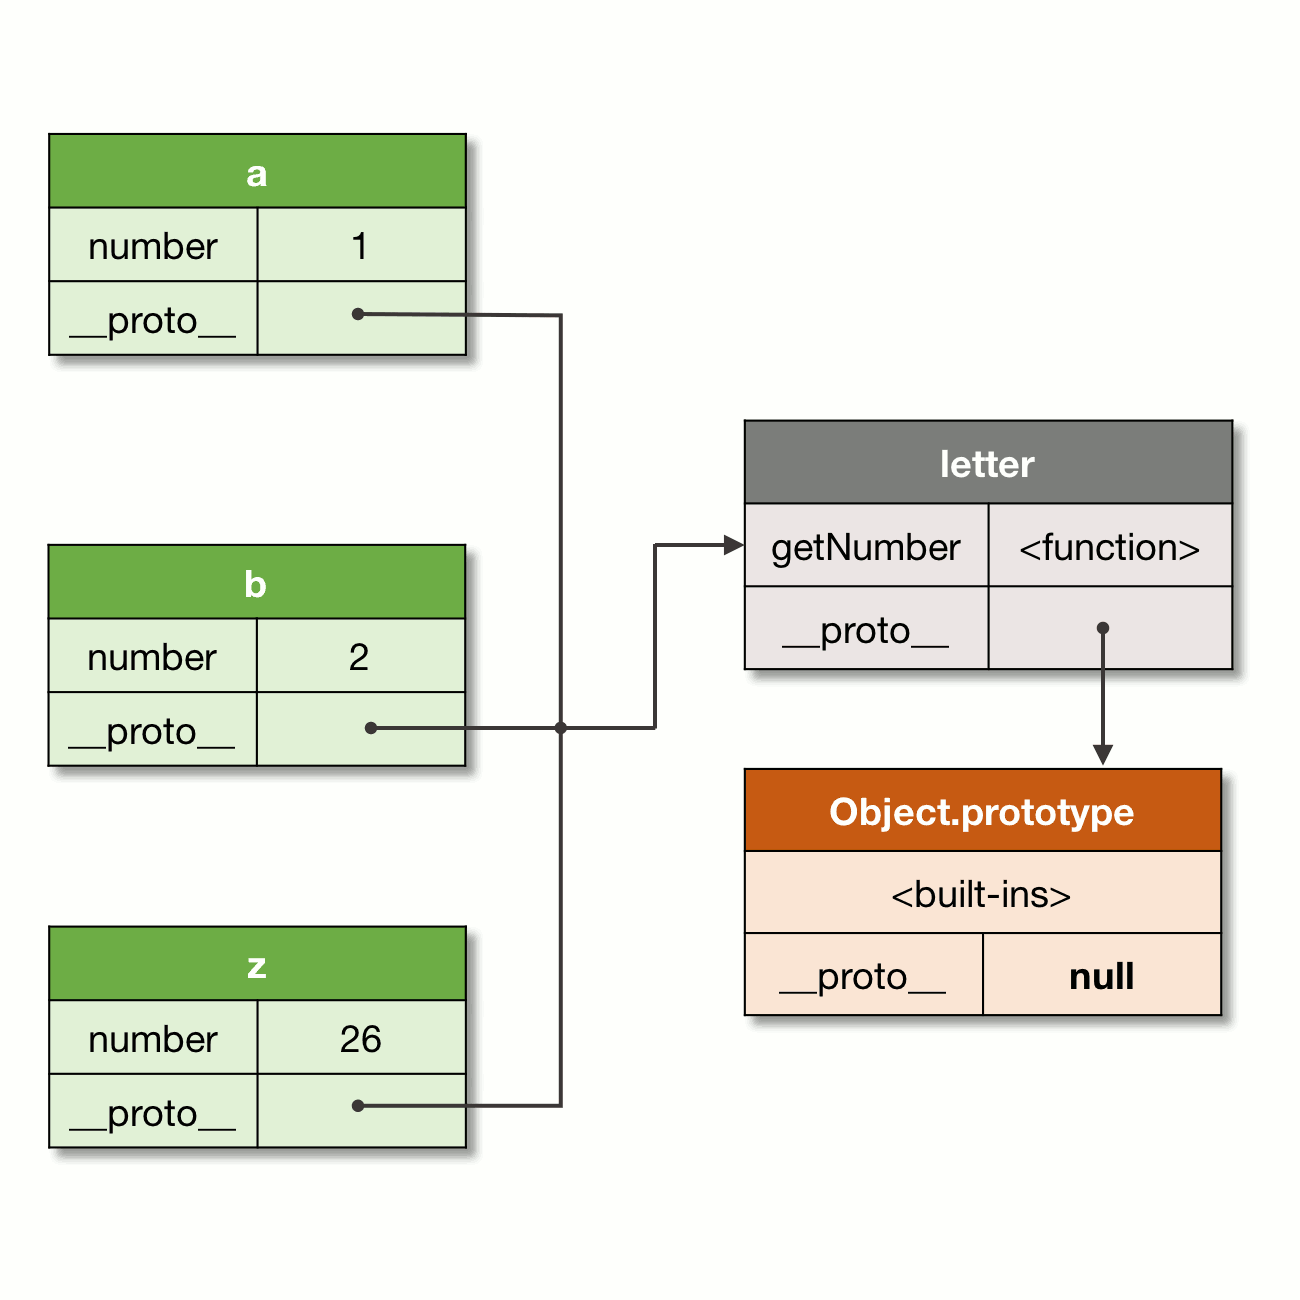 a
number 1
__proto__
b
number 2
__proto__
z
number 26
__proto__
letter
getNumber <function>
__proto__
Object.prototype
<built-ins>
__proto__ null